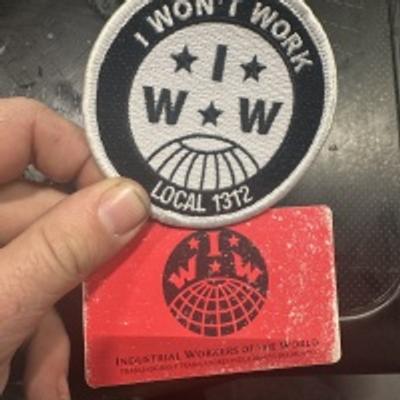 I WON'T WORK
I
W W
LOCAL 1312
I
W W
INDUSTRIAL WORKERS OF THE WORLD